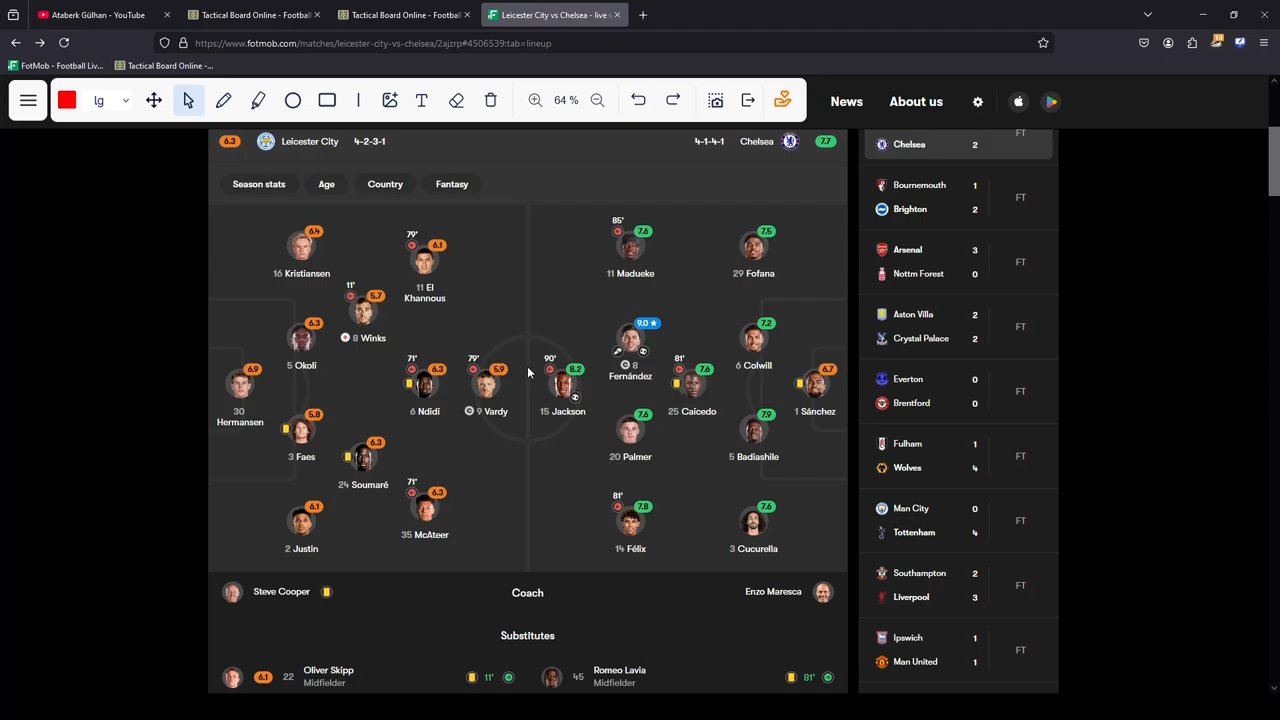 Ataberk Gülhan - YouTube
Tactical Board Online - Footbal
Tactical Board Online - Footbal
Leicester City vs Chelsea - live s
https://www.fotmob.com/matches/leicester-city-vs-chelsea/2ajzrp#4506539:tab=lineup
10
FotMob - Football Liv...
Tactical Board Online -...
lg
64 %
News
About us
6.3
Leicester City
4-2-3-1
4-1-4-1
Chelsea
7.7
Season stats
Age
Country
Fantasy
6.4
16 Kristiansen
79'
6.1
11 El
Khannous
11'
5.7
8 Winks
6.3
5 Okoli
6.9
30
Hermansen
71'
6.3
6 Ndidi
79'
5.9
C 9 Vardy
5.8
3 Faes
6.3
24 Soumaré
71'
6.3
35 McAteer
6.1
2 Justin
85'
7.6
11 Madueke
7.5
29 Fofana
9.0
C 8
Fernández
7.2
6 Colwill
90'
8.2
15 Jackson
81'
7.6
25 Caicedo
6.7
1 Sánchez
7.6
20 Palmer
7.9
5 Badiashile
81'
7.8
14 Félix
7.6
3 Cucurella
Steve Cooper
Coach
Enzo Maresca
Substitutes
6.1
22
Oliver Skipp
Midfielder
11'
45
Romeo Lavia
Midfielder
81'
FT
Chelsea 2
Bournemouth 1
FT
Brighton 2
Arsenal 3
FT
Nottm Forest 0
Aston Villa 2
FT
Crystal Palace 2
Everton 0
FT
Brentford 0
Fulham 1
FT
Wolves 4
Man City 0
FT
Tottenham 4
Southampton 2
FT
Liverpool 3
Ipswich 1
FT
Man United 1